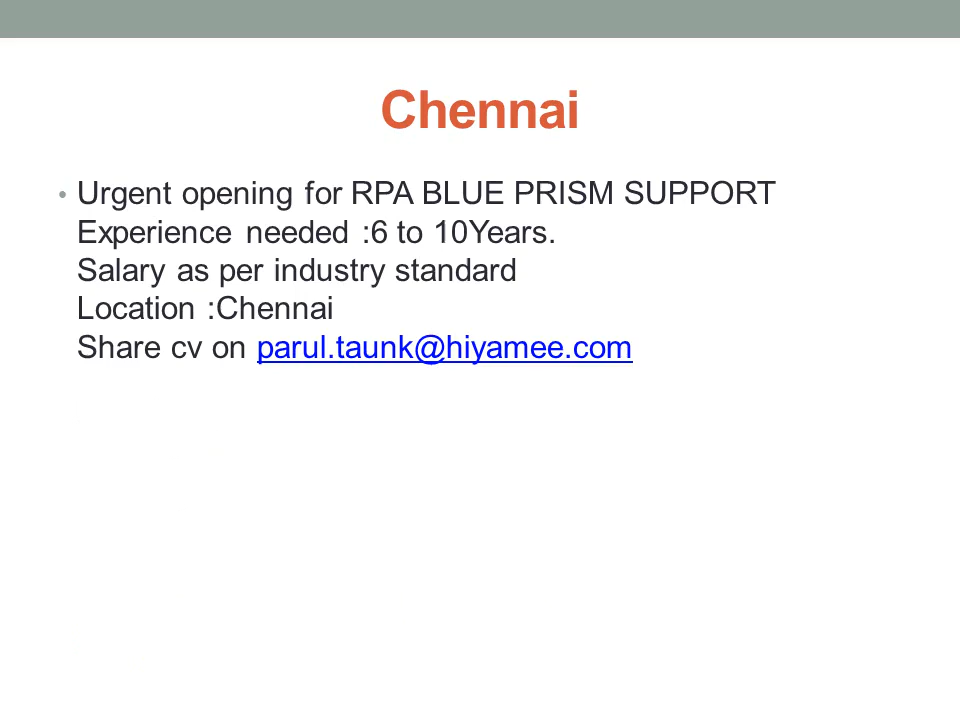 Chennai
• Urgent opening for RPA BLUE PRISM SUPPORT
Experience needed :6 to 10Years.
Salary as per industry standard
Location :Chennai
Share cv on parul.taunk@hiyamee.com